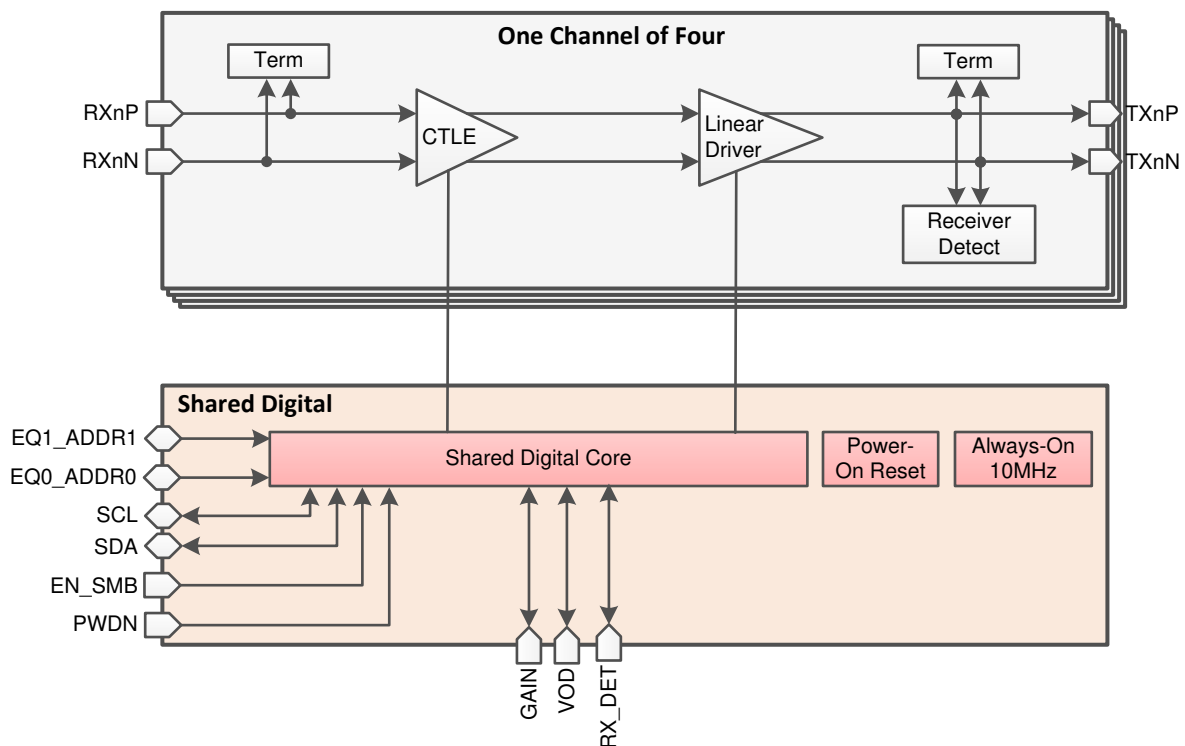 One Channel of Four
Term
Term
RXnP
TXnP
CTLE
Linear
Driver
RXnN
TXnN
Receiver
Detect
Shared Digital
EQ1_ADDR1
Shared Digital Core
Power-
On Reset
Always-On
10MHz
EQ0_ADDR0
SCL
SDA
EN_SMB
PWDN
GAIN
VOD
RX_DET